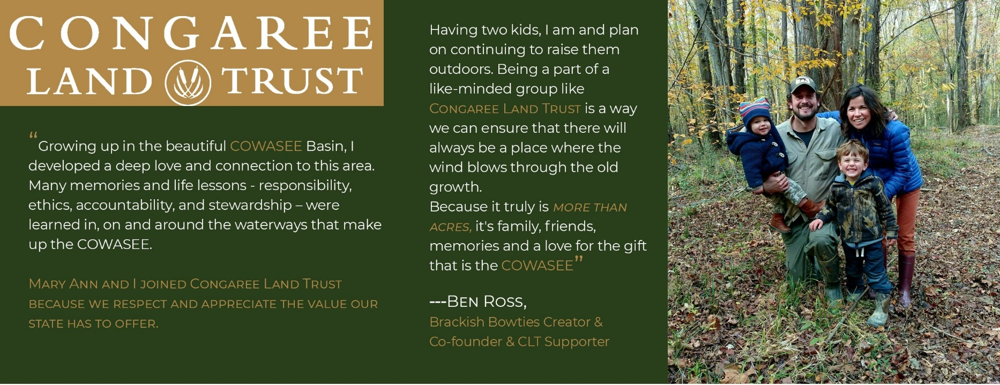 CONGAREE
LAND TRUST
“Growing up in the beautiful COWASEE Basin, I
developed a deep love and connection to this area.
Many memories and life lessons - responsibility,
ethics, accountability, and stewardship – were
learned in, on and around the waterways that make
up the COWASEE.
MARY ANN AND I JOINED CONGAREE LAND TRUST
BECAUSE WE RESPECT AND APPRECIATE THE VALUE OUR
STATE HAS TO OFFER.
Having two kids, I am and plan
on continuing to raise them
outdoors. Being a part of a
like-minded group like
CONGAREE LAND TRUST is a way
we can ensure that there will
always be a place where the
wind blows through the old
growth.
Because it truly is MORE THAN
ACRES, it's family, friends,
memories and a love for the gift
that is the COWASEE”
---BEN ROSS,
Brackish Bowties Creator &
Co-founder & CLT Supporter